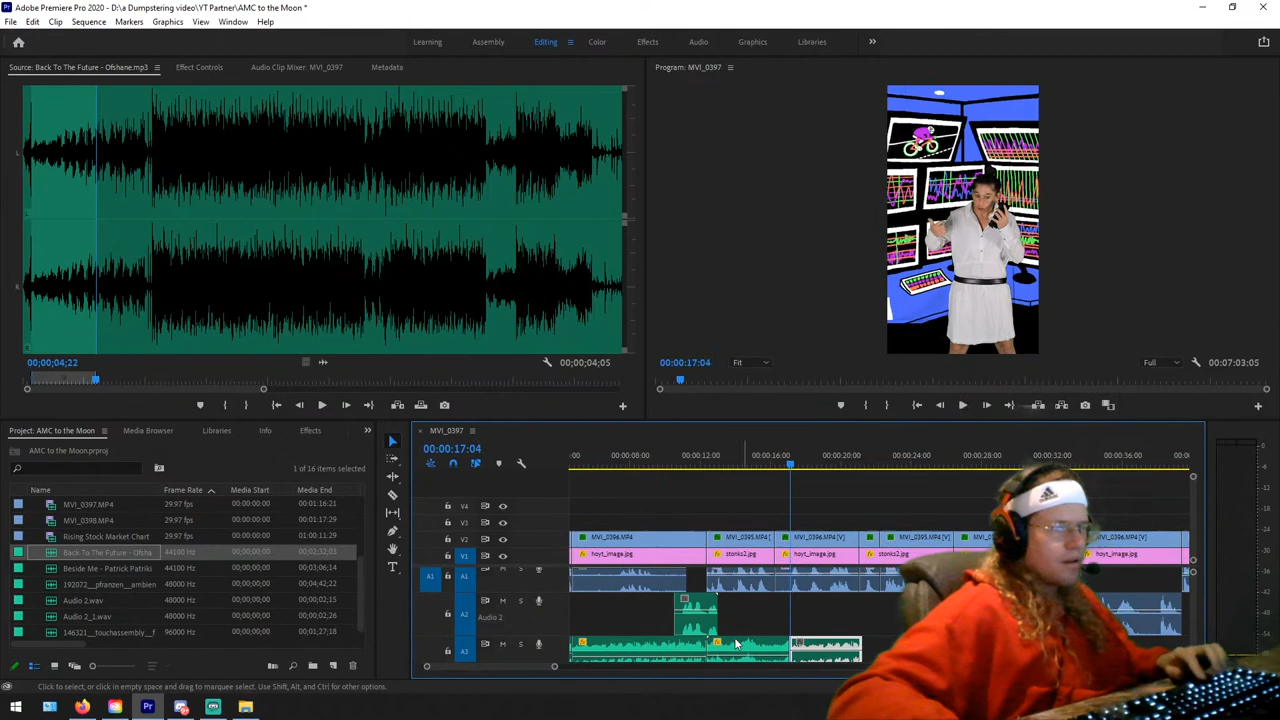 Adobe Premiere Pro 2020 - D:\a Dumpstering video\YT Partner\AMC to the Moon *
File Edit Clip Sequence Markers Graphics View Window Help
Learning Assembly Editing Color Effects Audio Graphics Libraries
Source: Back To The Future - Ofshane.mp3 Effect Controls Audio Clip Mixer: MVI_0397 Metadata
Program: MVI_0397
L
R
00;00;04;22 00;00;04;05
00:00:17:04 Fit Full 00:07:03:05
Project: AMC to the Moon Media Browser Libraries Info Effects
AMC to the Moon.prproj
1 of 16 items selected
Name Frame Rate Media Start Media End
MVI_0397.MP4 29.97 fps 00:00:00:00 00:01:16:21
MVI_0398.MP4 29.97 fps 00:00:00:00 00:01:17:29
Rising Stock Market Chart 29.97 fps 00:00:00:00 00:01:11:29
Back To The Future - Ofsha 44100 Hz 00;00;00;00 00;02;32;03
Beside Me - Patrick Patriki 44100 Hz 00;00;00;00 00;03;06;14
192072__pfranzen__ambien 48000 Hz 00;00;00;00 00;04;42;22
Audio 2.wav 48000 Hz 00;00;00;00 00;00;02;15
Audio 2_1.wav 48000 Hz 00;00;00;00 00;00;02;26
146321__touchassembly__f 96000 Hz 00;00;00;00 00;01;27;18
MVI_0397
00:00:17:04
00:00:08:00 00:00:12:00 00:00:16:00 00:00:20:00 00:00:24:00 00:00:28:00 00:00:32:00 00:00:36:00
V4
V3
V2 MVI_0396.MP4 MVI_0395.MP4 [ MVI_0396.MP4 [V] MVI_0395.MP4 [V] MVI_0396.MP4 [V]
V1 hoyt_image.jpg stonks2.jpg hoyt_image.jpg stonks2.jpg hoyt_image.jpg hoyt_image.jpg
A1 A1 M S
A2 M S
Audio 2
A3 M S
Click to select, or click in empty space and drag to marquee select. Use Shift, Alt, and Ctrl for other options.